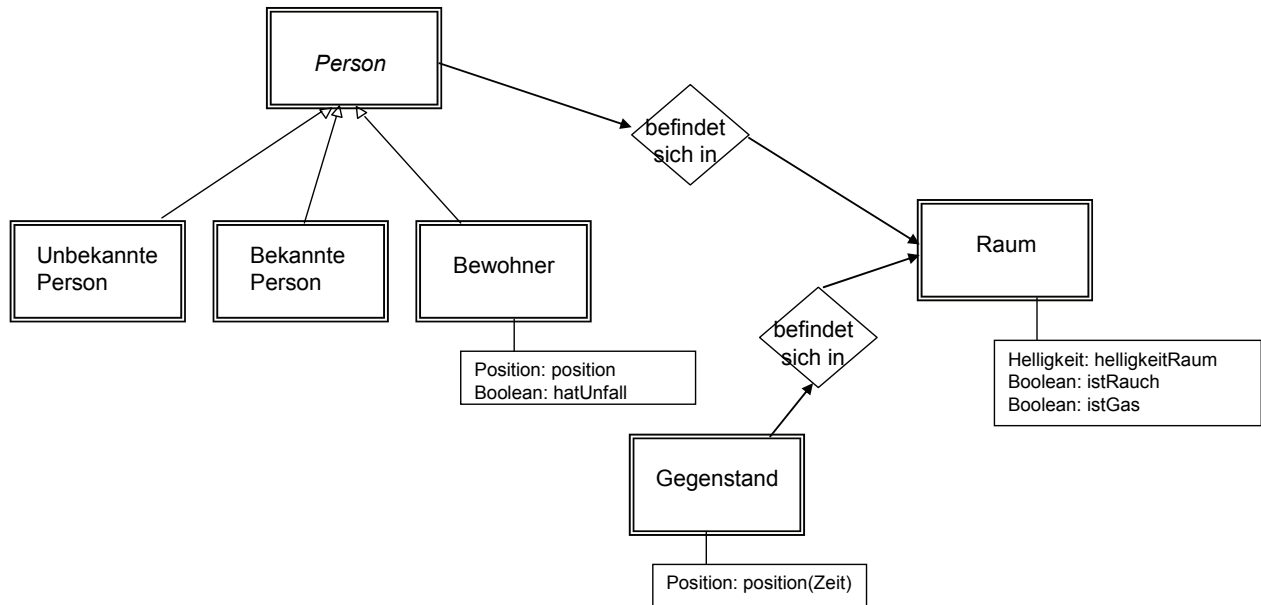 Person
befindet
sich in
Unbekannte
Person
Bekannte
Person
Bewohner
Raum
befindet
sich in
Position: position
Boolean: hatUnfall
Helligkeit: helligkeitRaum
Boolean: istRauch
Boolean: istGas
Gegenstand
Position: position(Zeit)